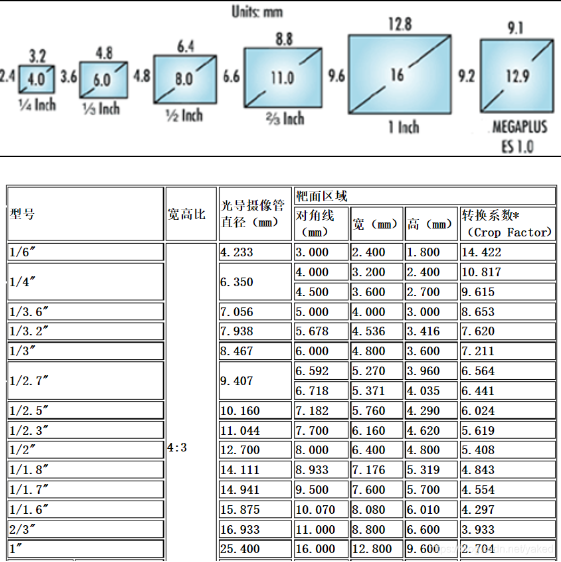 Units: mm
3.2 4.8 6.4 8.8 12.8 9.1
2.4 4.0 3.6 6.0 4.8 8.0 6.6 11.0 9.6 16 9.2 12.9
¼ Inch ⅓ Inch ½ Inch ⅔ Inch 1 Inch MEGAPLUS
ES 1.0
型号 宽高比 光导摄像管直径（mm） 靶面区域
对角线（mm） 宽（mm） 高（mm） 转换系数*（Crop Factor）
1/6″ 4:3 4.233 3.000 2.400 1.800 14.422
1/4″ 6.350 4.000 3.200 2.400 10.817
4.500 3.600 2.700 9.615
1/3.6″ 7.056 5.000 4.000 3.000 8.653
1/3.2″ 7.938 5.678 4.536 3.416 7.620
1/3″ 8.467 6.000 4.800 3.600 7.211
1/2.7″ 9.407 6.592 5.270 3.960 6.564
6.718 5.371 4.035 6.441
1/2.5″ 10.160 7.182 5.760 4.290 6.024
1/2.3″ 11.044 7.700 6.160 4.620 5.619
1/2″ 12.700 8.000 6.400 4.800 5.408
1/1.8″ 14.111 8.933 7.176 5.319 4.843
1/1.7″ 14.941 9.500 7.600 5.700 4.554
1/1.6″ 15.875 10.070 8.080 6.010 4.297
2/3″ 16.933 11.000 8.800 6.600 3.933
1″ 25.400 16.000 12.800 9.600 2.704